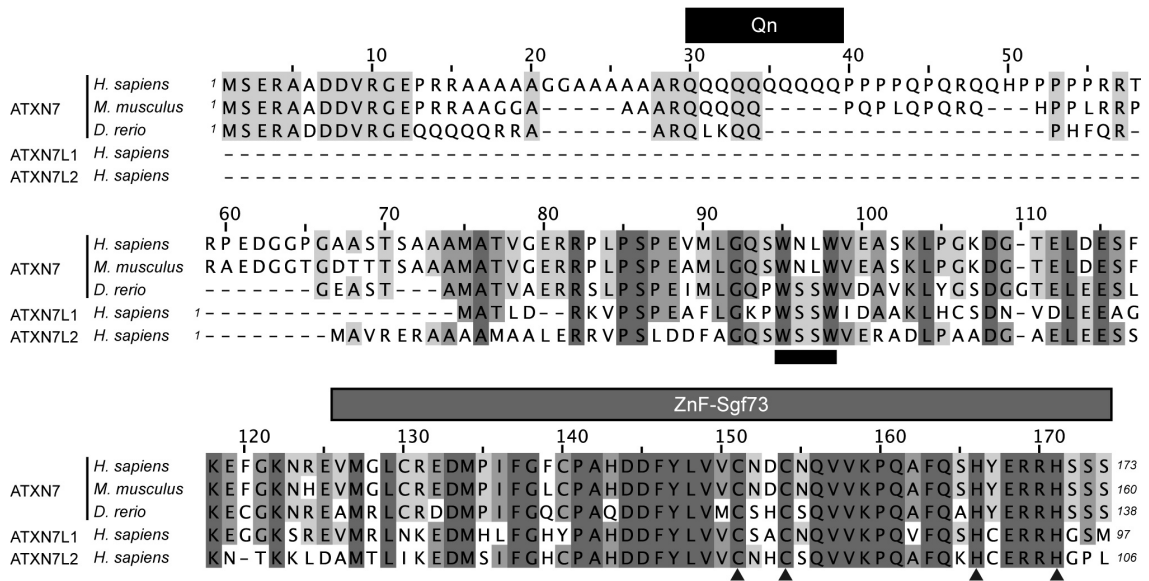 Qn
10 20 30 40 50
H. sapiens 1 MSERAADDVRGEPRRAAAAAGGAAAAAARQQQQQQQQQQPPPPQPQRQQHPPPPPRRT
ATXN7 M. musculus 1 MSERAADDVRGEPRRAAGGA-----AAARQQQQQ-----PQPLQPQRQ---HPPLRRP
D. rerio 1 MSERADDDVRGEQQQQQRRA-------ARQLKQQ------------------PHFQR-
ATXN7L1 H. sapiens ----------------------------------------------------------
ATXN7L2 H. sapiens ----------------------------------------------------------
60 70 80 90 100 110
H. sapiens RPEDGGPGAASTSAAAMATVGERRPLPSPEVMLGQSWNLWVEASKLPGKDG-TELDESF
ATXN7 M. musculus RAEDGGTGDTTTSAAAMATVGERRPLPSPEAMLGQSWNLWVEASKLPGKDG-TELDESF
D. rerio -------GEAST---AMATVAERRSLPSPEIMLGQPWSSWVDAVKLYGSDGGTELEESL
ATXN7L1 H. sapiens 1 ----------------MATLD--RKVPSPEAFLGKPWSSWIDAAKLHCSDN-VDLEEAG
ATXN7L2 H. sapiens 1 --------MAVRERAAAAMAALERRVPSLDDFAGQSWSSWVERADLPAADG-AELEESS
ZnF-Sgf73
120 130 140 150 160 170
H. sapiens KEFGKNREVMGLCREDMPIFGFCPAHDDFYLVVCNDCNQVVKPQAFQSHYERRHSSS 173
ATXN7 M. musculus KEFGKNHEVMGLCREDMPIFGLCPAHDDFYLVVCNDCNQVVKPQAFQSHYERRHSSS 160
D. rerio KECGKNREAMRLCRDDMPIFGQCPAQDDFYLVMCSHCSQVVKPQAFQAHYERRHSSS 138
ATXN7L1 H. sapiens KEGGKSREVMRLNKEDMHLFGHYPAHDDFYLVVCSACNQVVKPQVFQSHCERRHGSM 97
ATXN7L2 H. sapiens KN-TKKLDAMTLIKEDMSIFGHCPAHDDFYLVVCNHCSQVVKPQAFQKHCERRHGPL 106